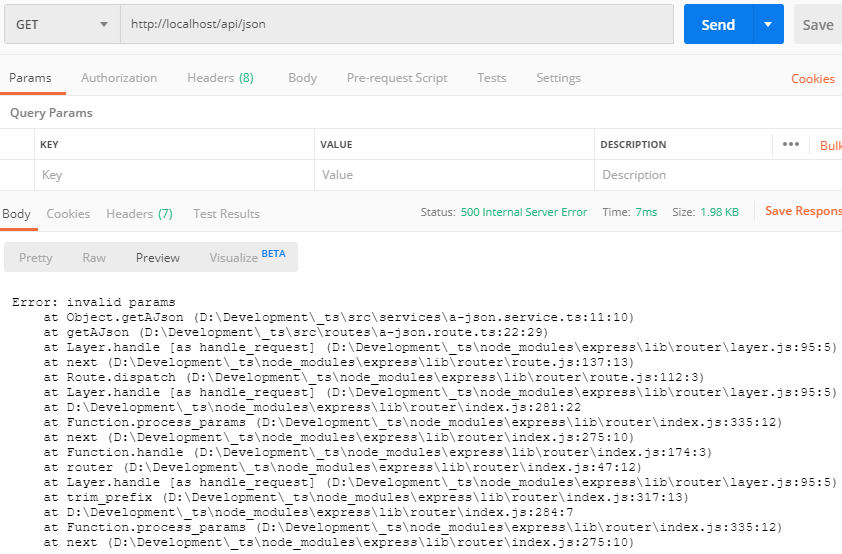 GET http://localhost/api/json Send Save
Params Authorization Headers (8) Body Pre-request Script Tests Settings Cookies
Query Params
KEY VALUE DESCRIPTION ••• Bulk
Key Value Description
Body Cookies Headers (7) Test Results Status: 500 Internal Server Error Time: 7ms Size: 1.98 KB Save Respons
Pretty Raw Preview Visualize BETA
Error: invalid params
at Object.getAJson (D:\Development\_ts\src\services\a-json.service.ts:11:10)
at getAJson (D:\Development\_ts\src\routes\a-json.route.ts:22:29)
at Layer.handle [as handle_request] (D:\Development\_ts\node_modules\express\lib\router\layer.js:95:5)
at next (D:\Development\_ts\node_modules\express\lib\router\route.js:137:13)
at Route.dispatch (D:\Development\_ts\node_modules\express\lib\router\route.js:112:3)
at Layer.handle [as handle_request] (D:\Development\_ts\node_modules\express\lib\router\layer.js:95:5)
at D:\Development\_ts\node_modules\express\lib\router\index.js:281:22
at Function.process_params (D:\Development\_ts\node_modules\express\lib\router\index.js:335:12)
at next (D:\Development\_ts\node_modules\express\lib\router\index.js:275:10)
at Function.handle (D:\Development\_ts\node_modules\express\lib\router\index.js:174:3)
at router (D:\Development\_ts\node_modules\express\lib\router\index.js:47:12)
at Layer.handle [as handle_request] (D:\Development\_ts\node_modules\express\lib\router\layer.js:95:5)
at trim_prefix (D:\Development\_ts\node_modules\express\lib\router\index.js:317:13)
at D:\Development\_ts\node_modules\express\lib\router\index.js:284:7
at Function.process_params (D:\Development\_ts\node_modules\express\lib\router\index.js:335:12)
at next (D:\Development\_ts\node_modules\express\lib\router\index.js:275:10)